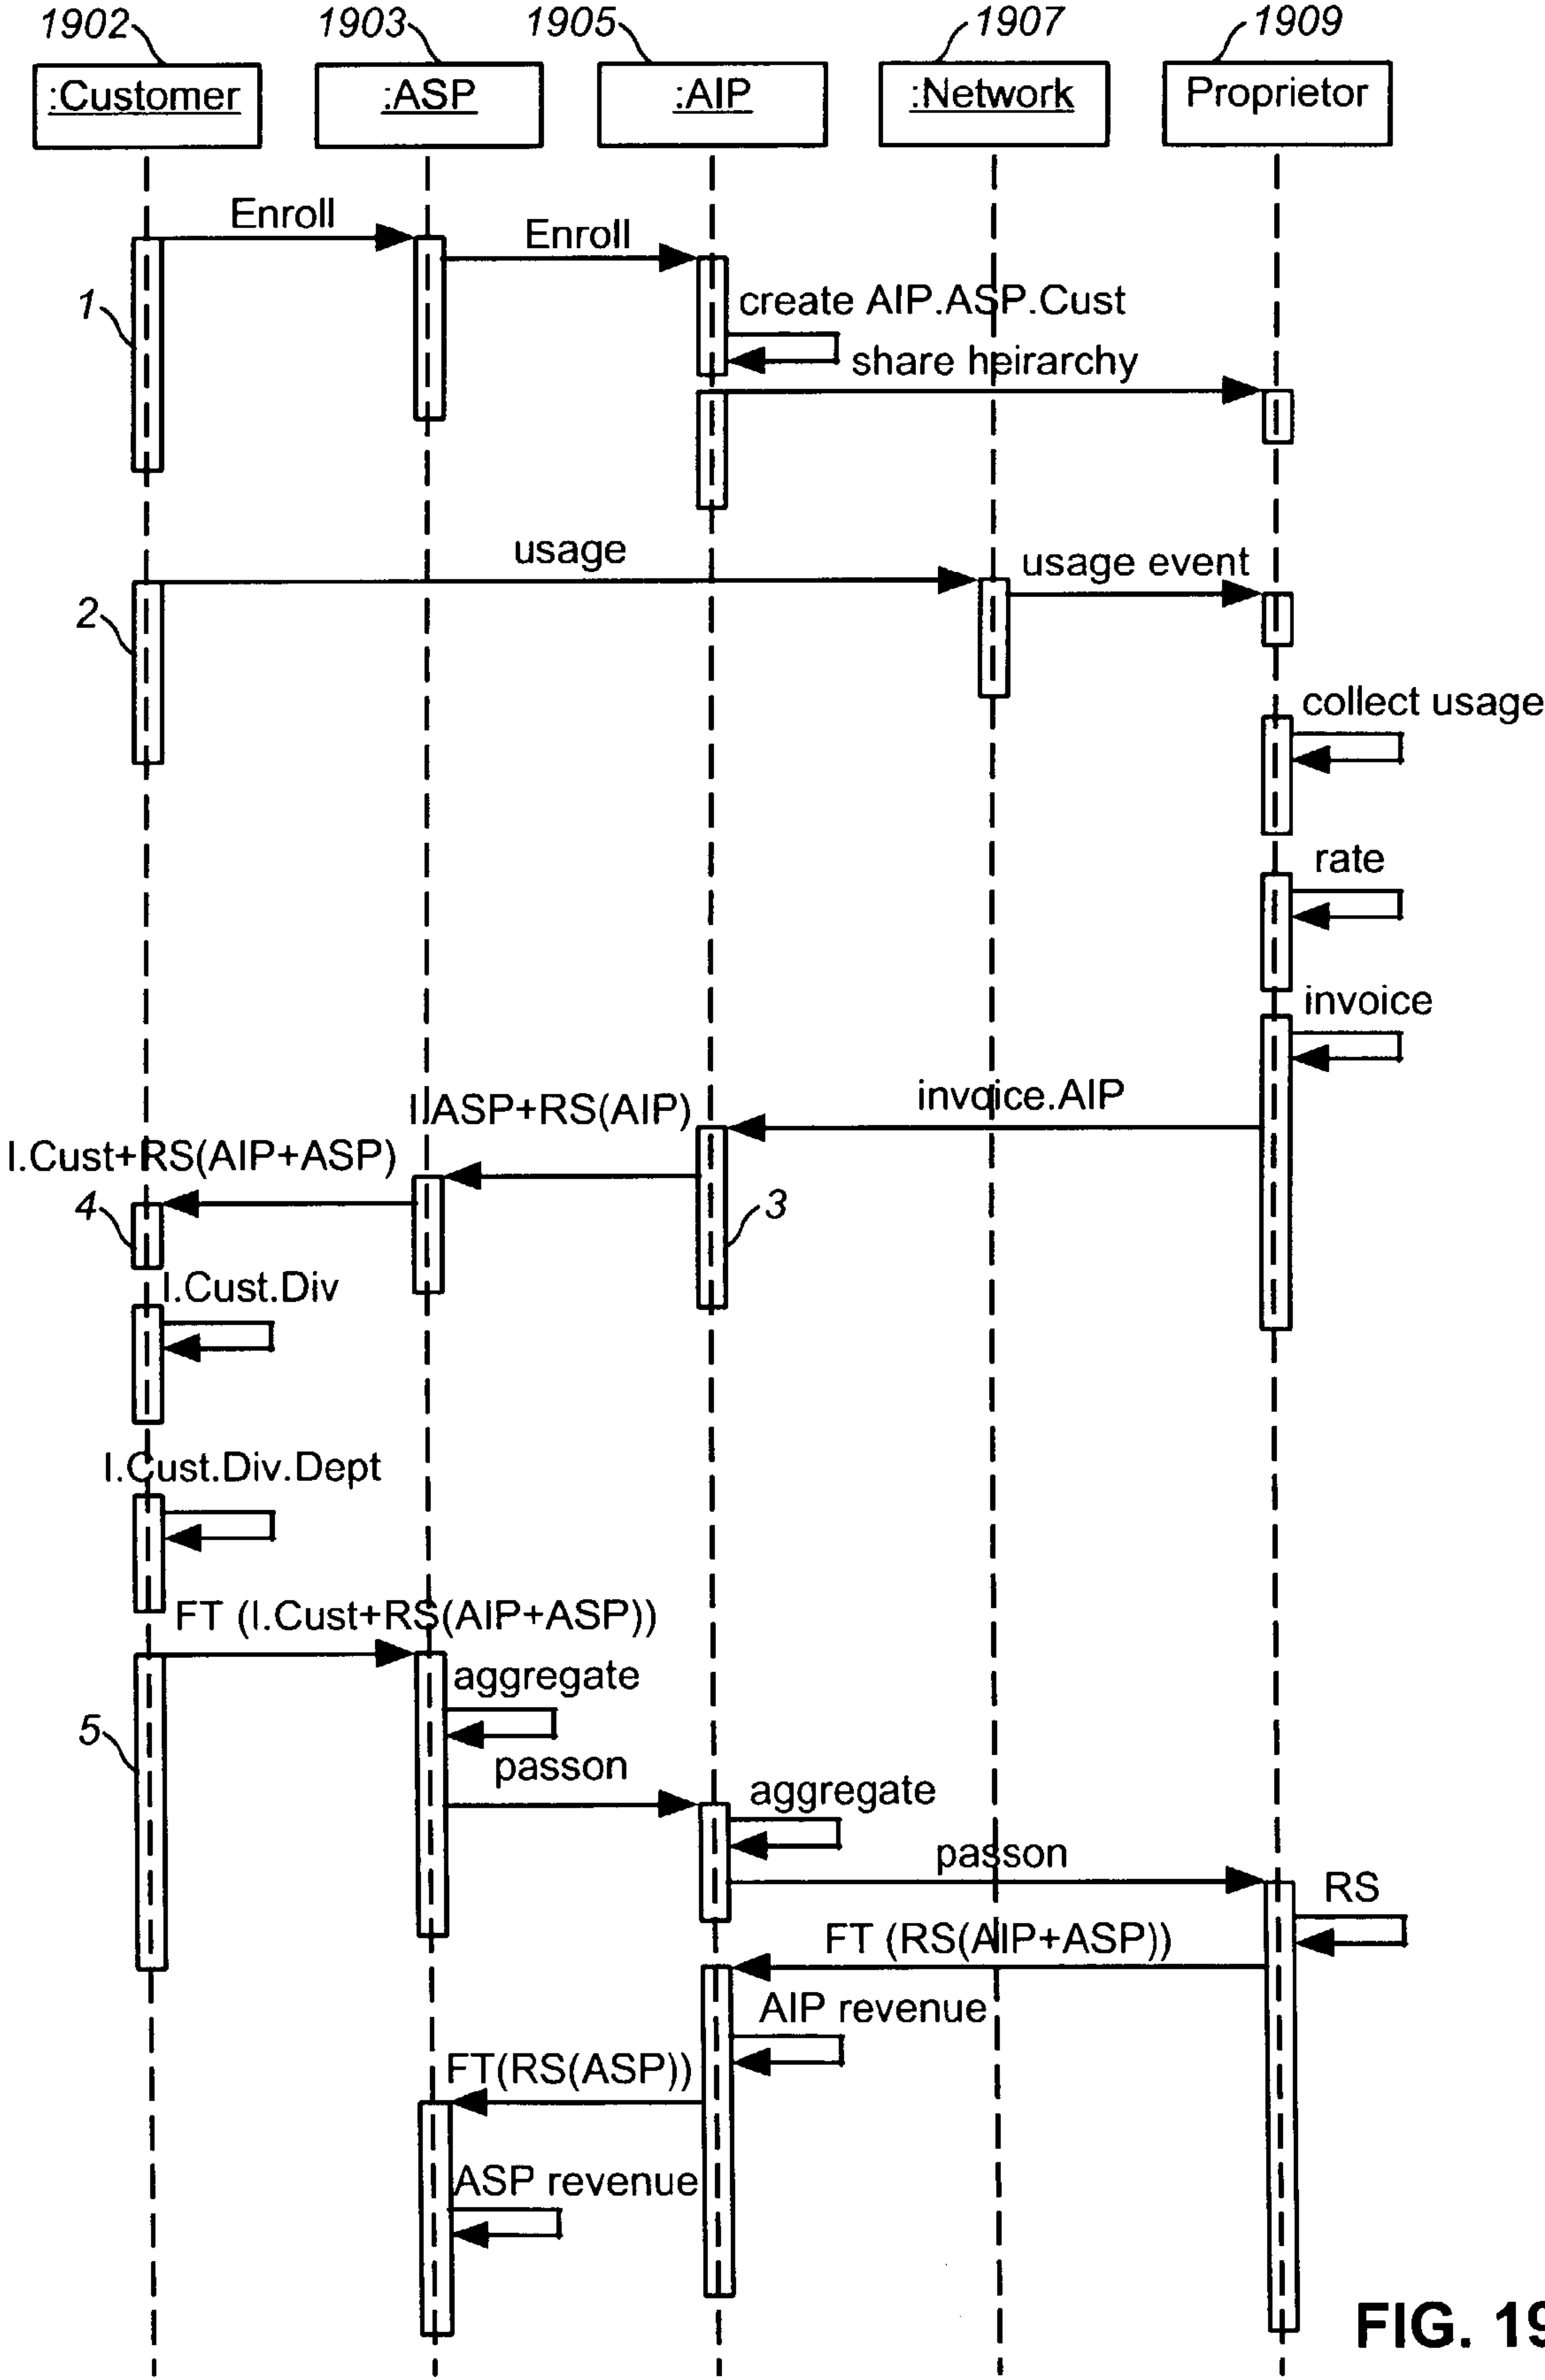 1902 1903 1905 1907 1909
:Customer :ASP :AIP :Network Proprietor
Enroll
Enroll
1
create AIP.ASP.Cust
share heirarchy
usage
usage event
2
collect usage
rate
invoice
invoice.AIP
I.ASP+RS(AIP)
I.Cust+RS(AIP+ASP)
4
3
I.Cust.Div
I.Cust.Div.Dept
FT (I.Cust+RS(AIP+ASP))
aggregate
5
passon
aggregate
passon
RS
FT (RS(AIP+ASP))
AIP revenue
FT(RS(ASP))
ASP revenue
FIG. 19